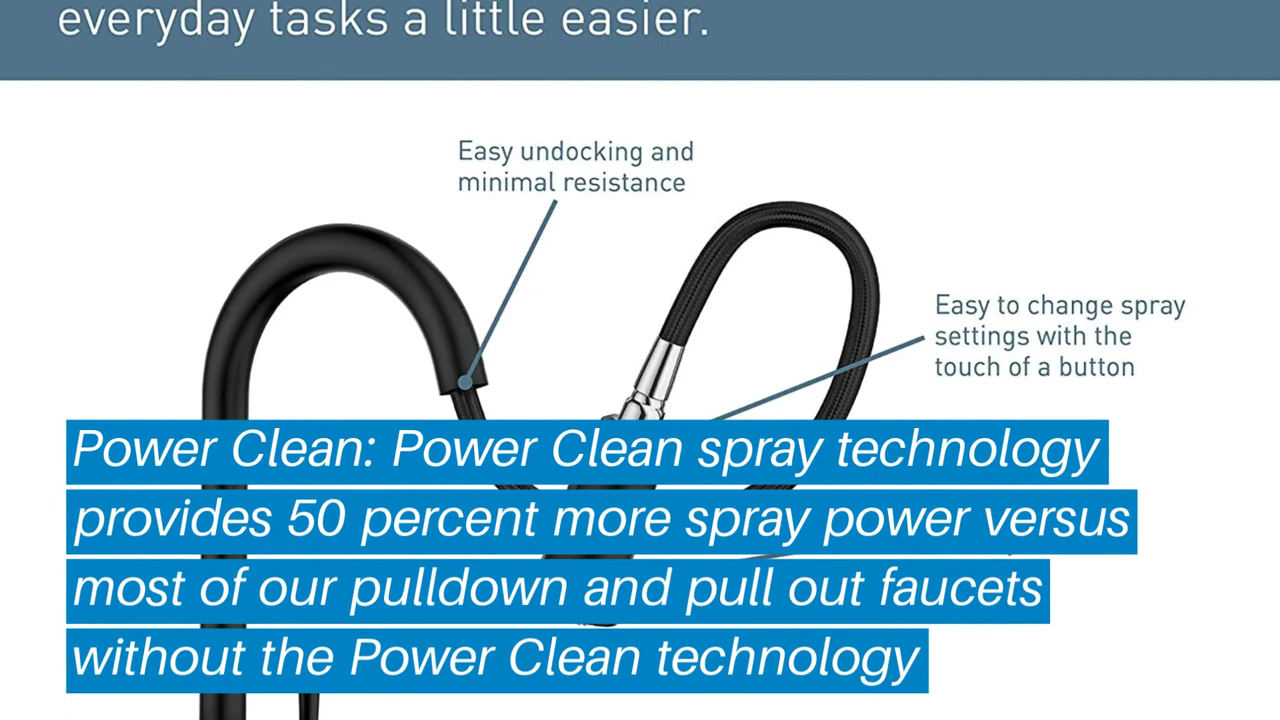 everyday tasks a little easier.
Easy undocking and
minimal resistance
Easy to change spray
settings with the
touch of a button
Power Clean: Power Clean spray technology
provides 50 percent more spray power versus
most of our pulldown and pull out faucets
without the Power Clean technology